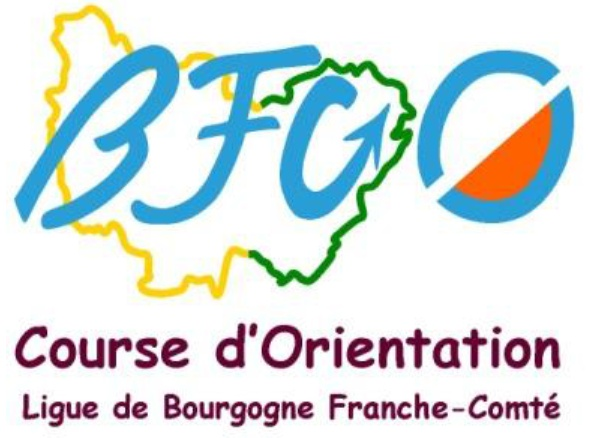 BFCO
Course d'Orientation
Ligue de Bourgogne Franche-Comté